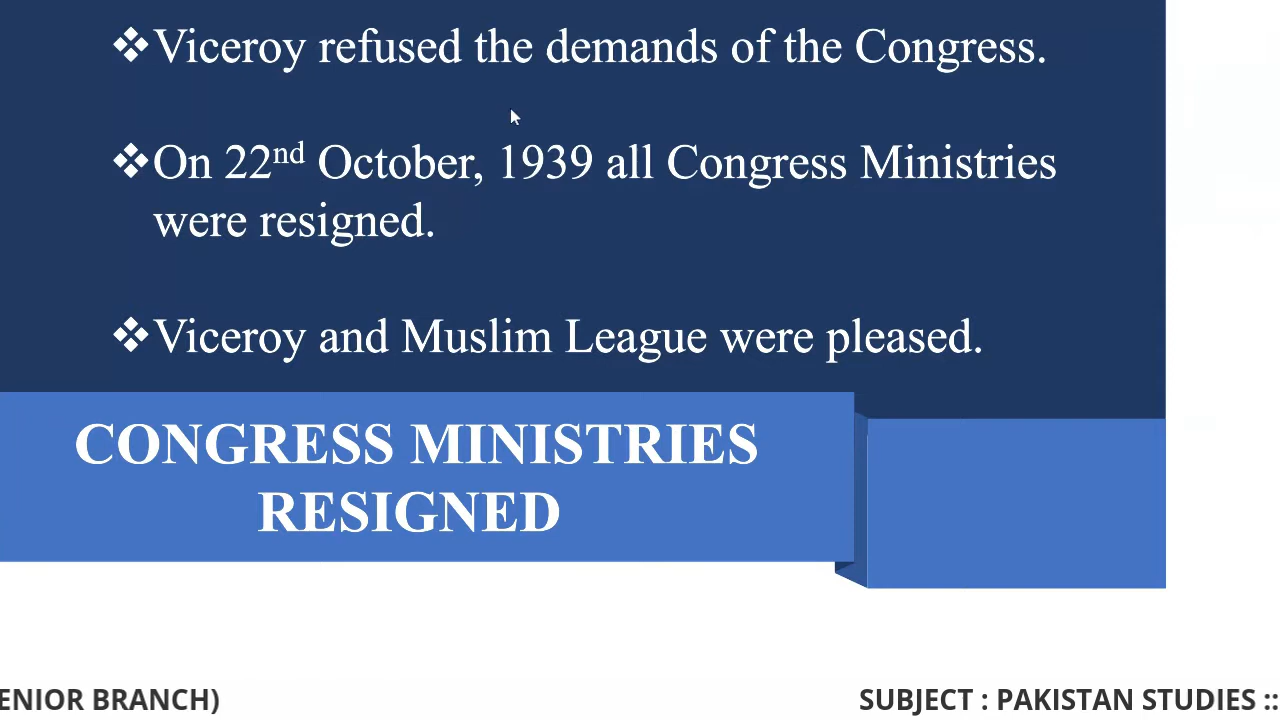 ❖Viceroy refused the demands of the Congress.
❖On 22nd October, 1939 all Congress Ministries
were resigned.
❖Viceroy and Muslim League were pleased.
CONGRESS MINISTRIES
RESIGNED
ENIOR BRANCH) SUBJECT : PAKISTAN STUDIES ::